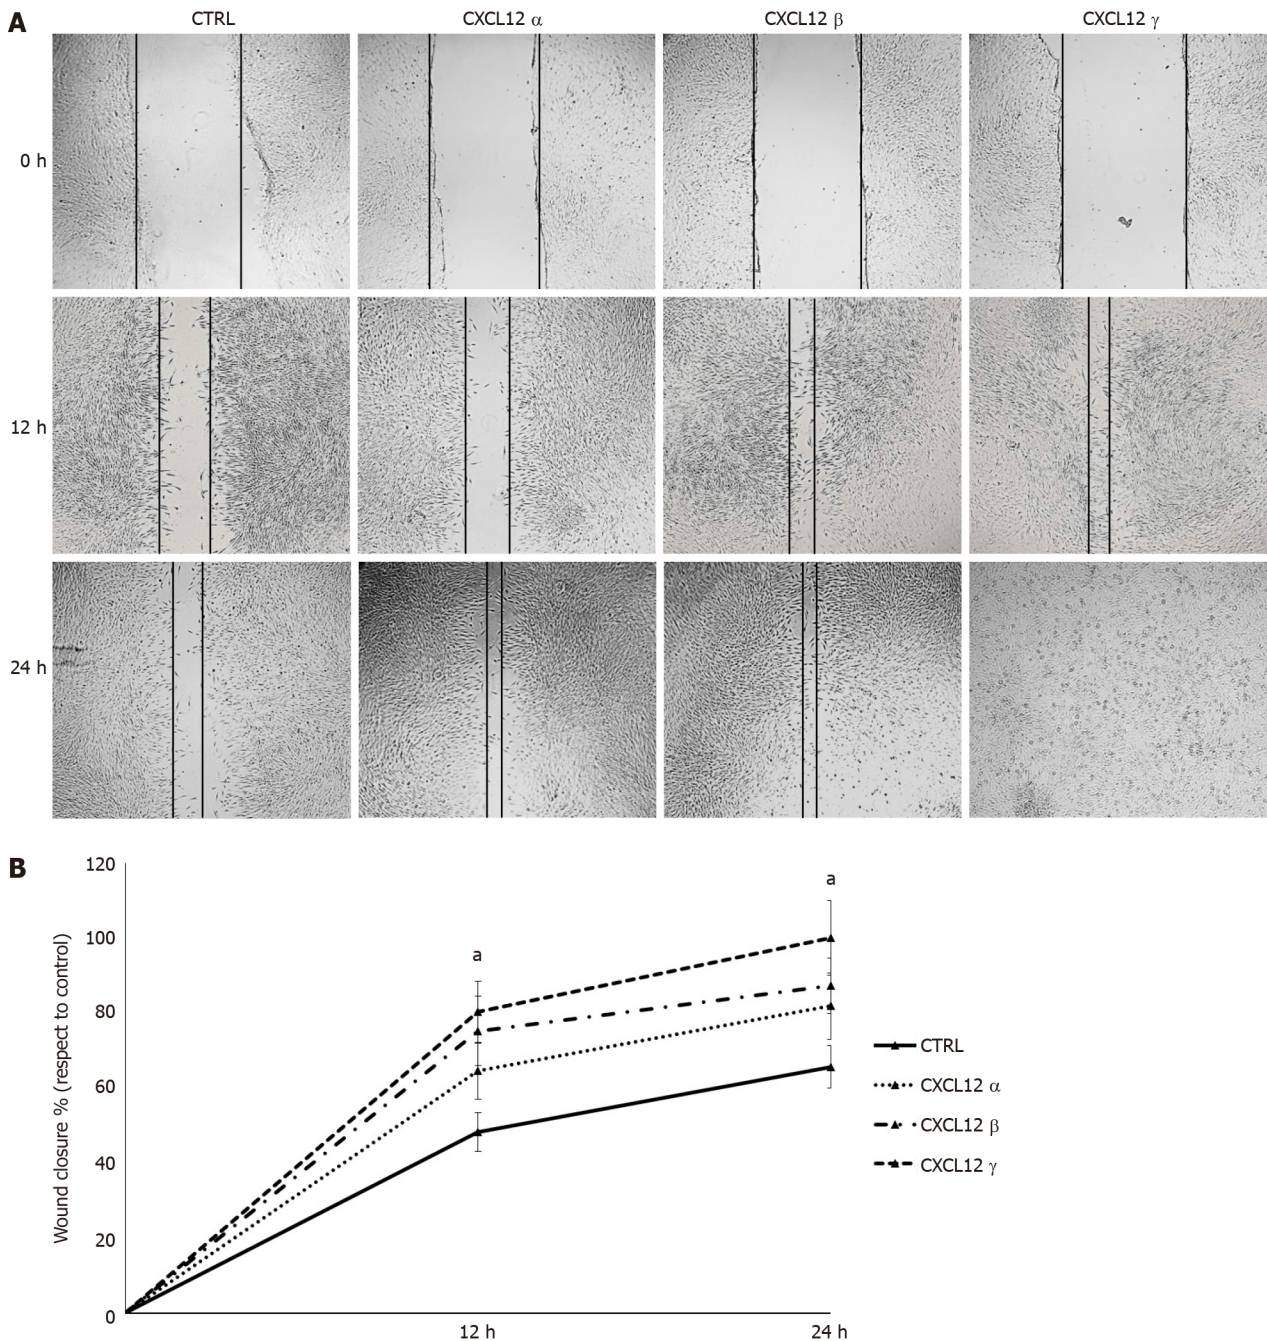 A
CTRL
CXCL12 α
CXCL12 β
CXCL12 γ
0 h
12 h
24 h
B
Wound closure % (respect to control)
120
100
80
60
40
20
0
a
a
12 h
24 h
CTRL
CXCL12 α
CXCL12 β
CXCL12 γ